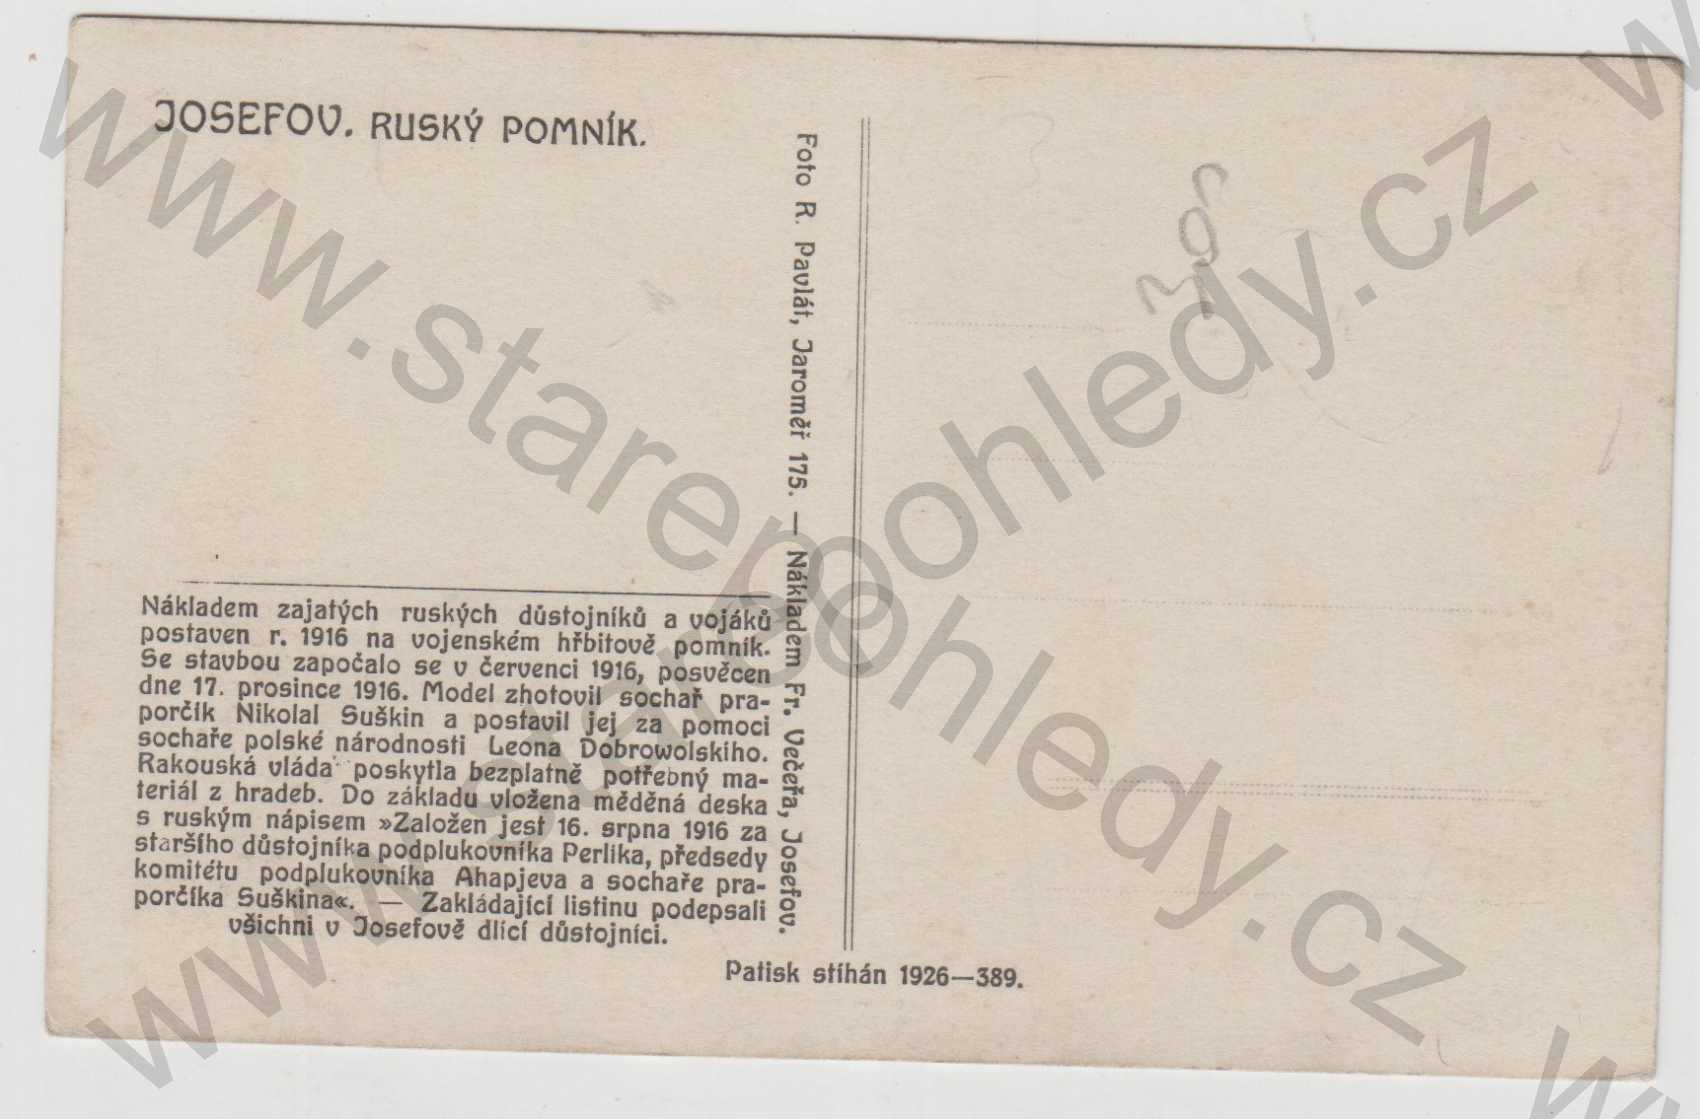 JOSEFOV. RUSKÝ POMNÍK.
Nákladem zajatých ruských důstojníků a vojáků
postaven r. 1916 na vojenském hřbitově pomník.
Se stavbou započalo se v červenci 1916, posvěcen
dne 17. prosince 1916. Model zhotovil sochař pra-
porčík Nikolal Suškin a postavil jej za pomoci
sochaře polské národnosti Leona Dobrowolskiho.
Rakouská vláda poskytla bezplatně potřebný ma-
teriál z hradeb. Do základu vložena měděná deska
s ruským nápisem »Založen jest 16. srpna 1916 za
staršího důstojníka podplukovníka Perlika, předsedy
komitétu podplukovníka Ahapjeva a sochaře pra-
porčíka Suškina«. — Zakládající listinu podepsali
všichni v Josefově dlící důstojníci.
Foto R. Pavlát, Jaroměř 175. — Nákladem Fr. Večeřa, Josefov.
Patisk stíhán 1926—389.
www.starepohledy.cz
www.starepohledy.cz